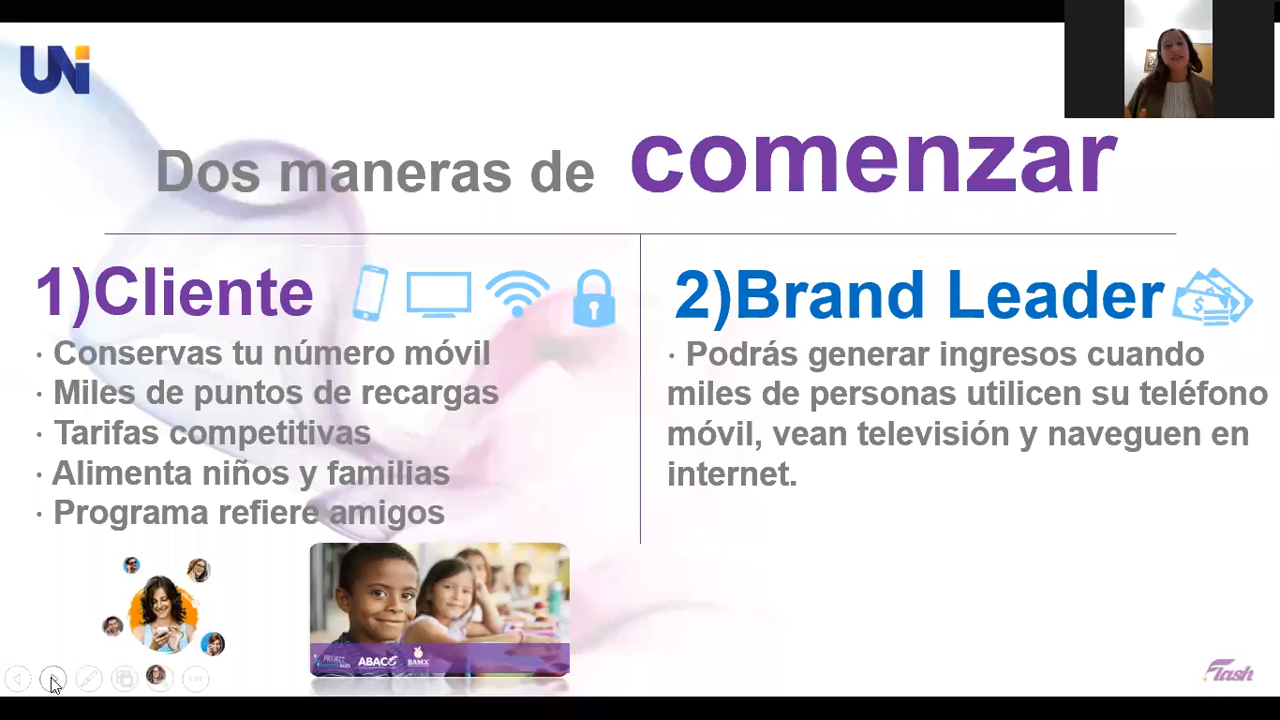 UNi
Dos maneras de comenzar
1)Cliente
· Conservas tu número móvil
· Miles de puntos de recargas
· Tarifas competitivas
· Alimenta niños y familias
· Programa refiere amigos
ABACO
BAMX
2)Brand Leader
· Podrás generar ingresos cuando
miles de personas utilicen su teléfono
móvil, vean televisión y naveguen en
internet.
Flash